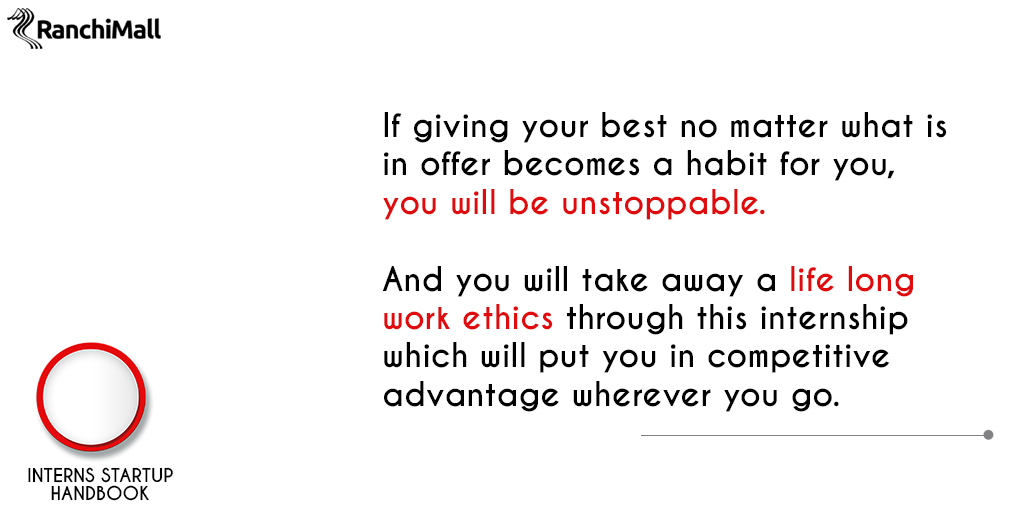 RanchiMall
If giving your best no matter what is
in offer becomes a habit for you,
you will be unstoppable.
And you will take away a life long
work ethics through this internship
which will put you in competitive
advantage wherever you go.
INTERNS STARTUP
HANDBOOK